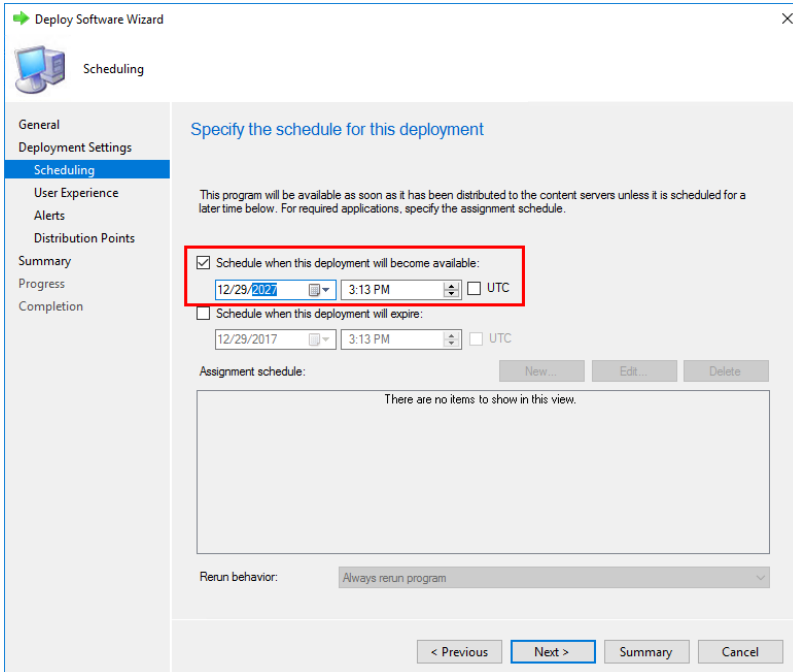 Deploy Software Wizard
Scheduling
General
Deployment Settings
Scheduling
User Experience
Alerts
Distribution Points
Summary
Progress
Completion
Specify the schedule for this deployment
This program will be available as soon as it has been distributed to the content servers unless it is scheduled for a
later time below. For required applications, specify the assignment schedule.
Schedule when this deployment will become available:
12/29/2027 3:13 PM UTC
Schedule when this deployment will expire:
12/29/2017 3:13 PM UTC
Assignment schedule: New... Edit... Delete
There are no items to show in this view.
Rerun behavior: Always rerun program
< Previous Next > Summary Cancel